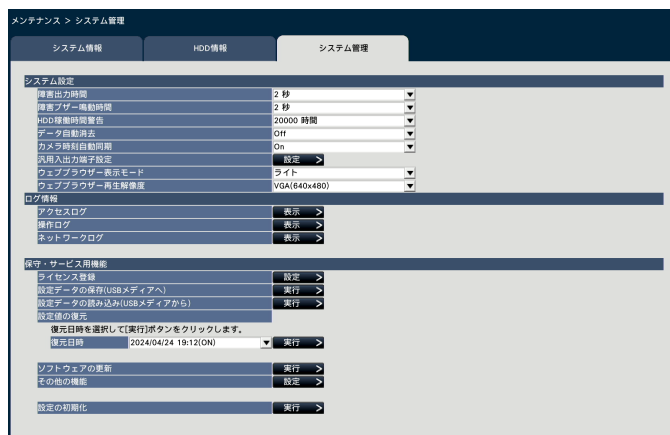 メンテナンス > システム管理
システム情報 HDD情報 システム管理
システム設定
障害出力時間 2 秒
障害ブザー鳴動時間 2 秒
HDD稼働時間警告 20000 時間
データ自動消去 Off
カメラ時刻自動同期 On
汎用入出力端子設定 設定 >
ウェブブラウザー表示モード ライト
ウェブブラウザー再生解像度 VGA(640x480)
ログ情報
アクセスログ 表示 >
操作ログ 表示 >
ネットワークログ 表示 >
保守・サービス用機能
ライセンス登録 設定 >
設定データの保存(USBメディアへ) 実行 >
設定データの読み込み(USBメディアから) 実行 >
設定値の復元
復元日時を選択して[実行]ボタンをクリックします。
復元日時 2024/04/24 19:12(ON) 実行 >
ソフトウェアの更新 実行 >
その他の機能 設定 >
設定の初期化 実行 >